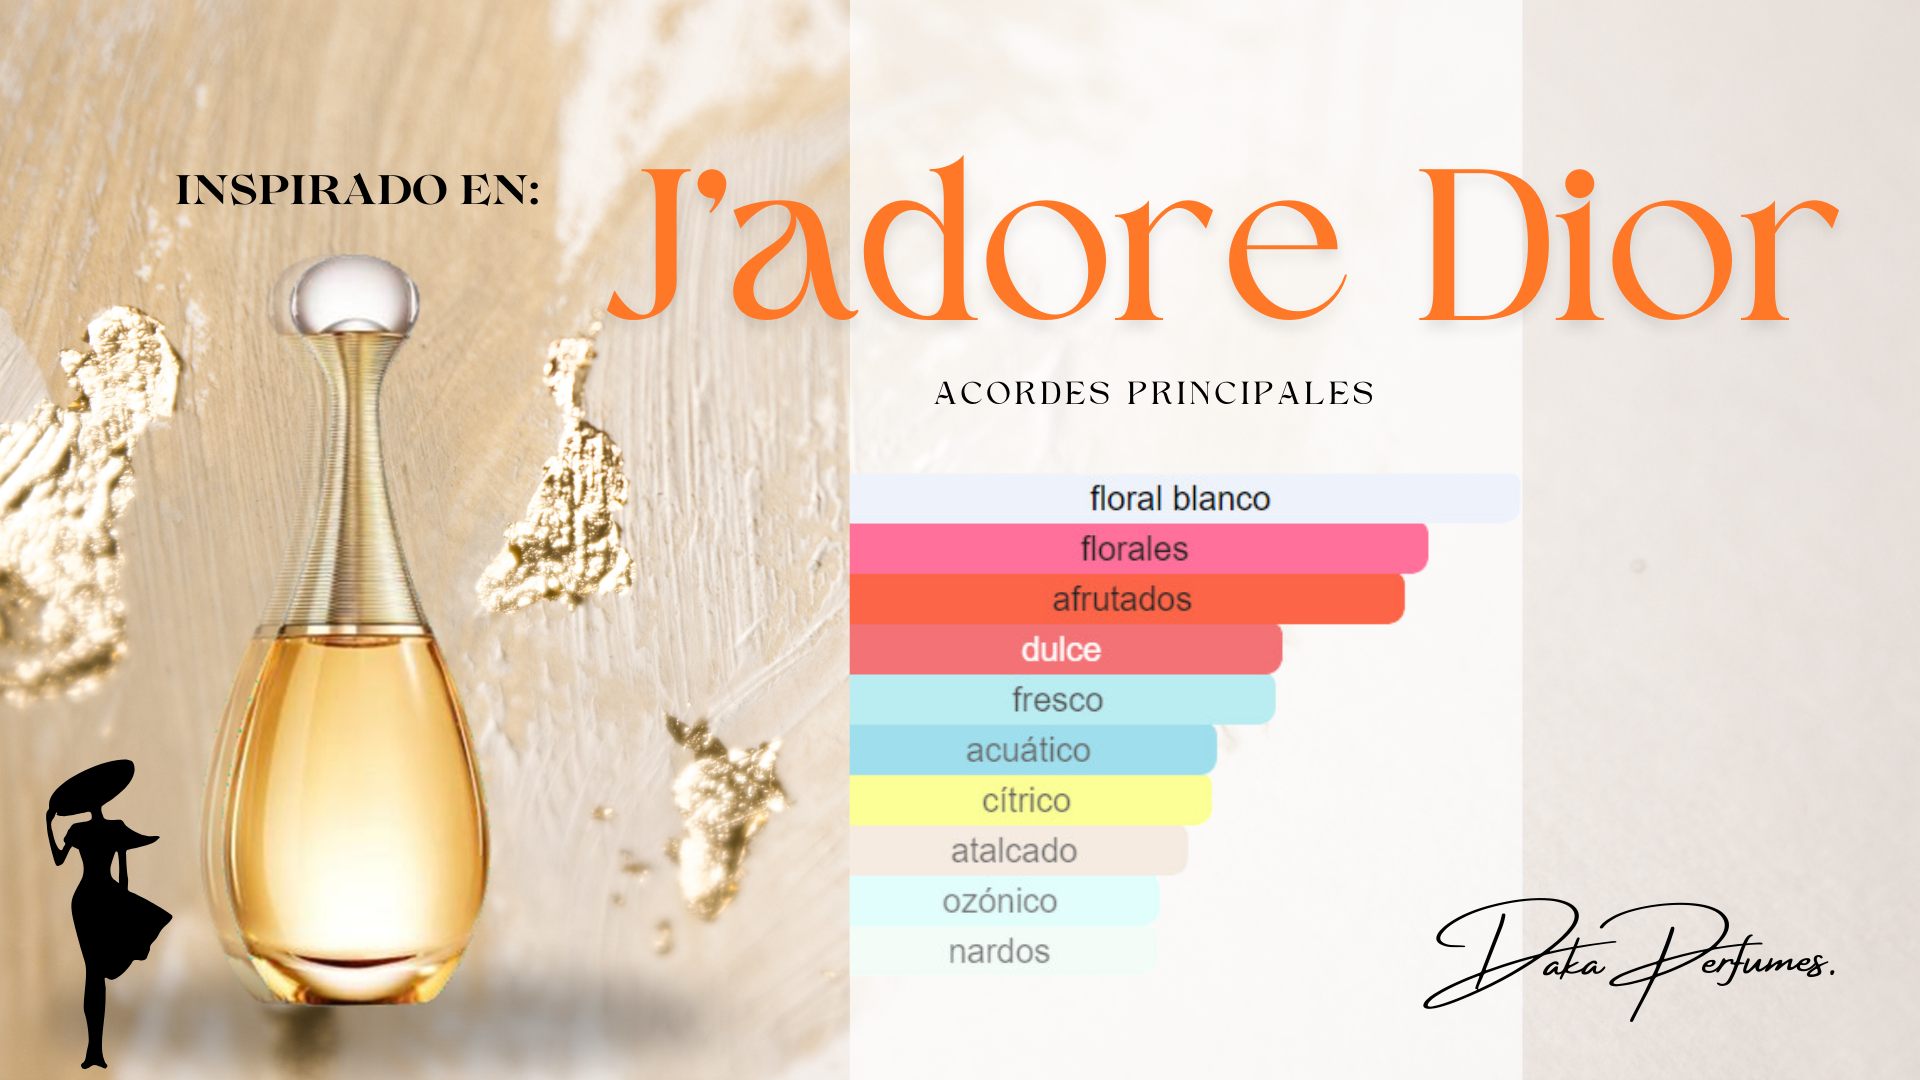 INSPIRADO EN:
J'adore Dior
ACORDES PRINCIPALES
floral blanco
florales
afrutados
dulce
fresco
acuático
cítrico
atalcado
ozónico
nardos
Daka Perfumes.